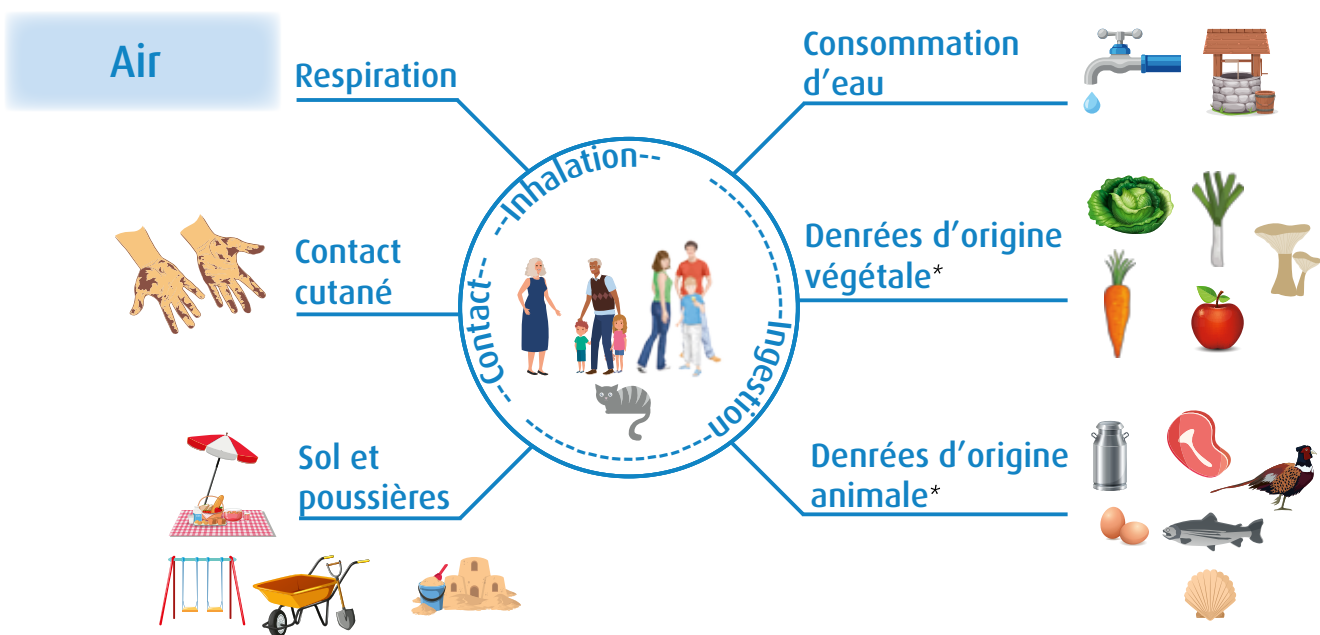 Air
Respiration
Consommation
d'eau
--Inhalation--
Contact
cutané
Denrées d'origine
végétale*
--Contact--
--Ingestion--
Sol et
poussières
Denrées d'origine
animale*